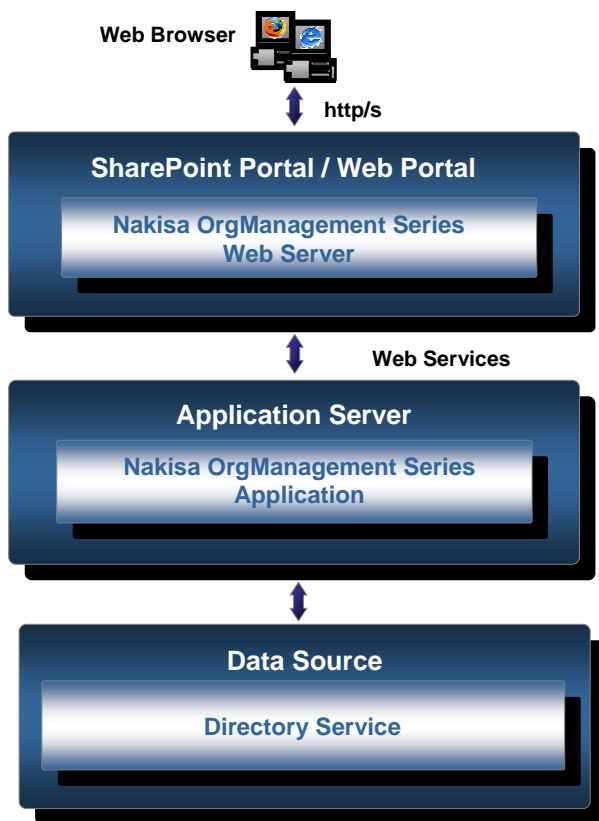 Web Browser
http/s
SharePoint Portal / Web Portal
Nakisa OrgManagement Series
Web Server
Web Services
Application Server
Nakisa OrgManagement Series
Application
Data Source
Directory Service